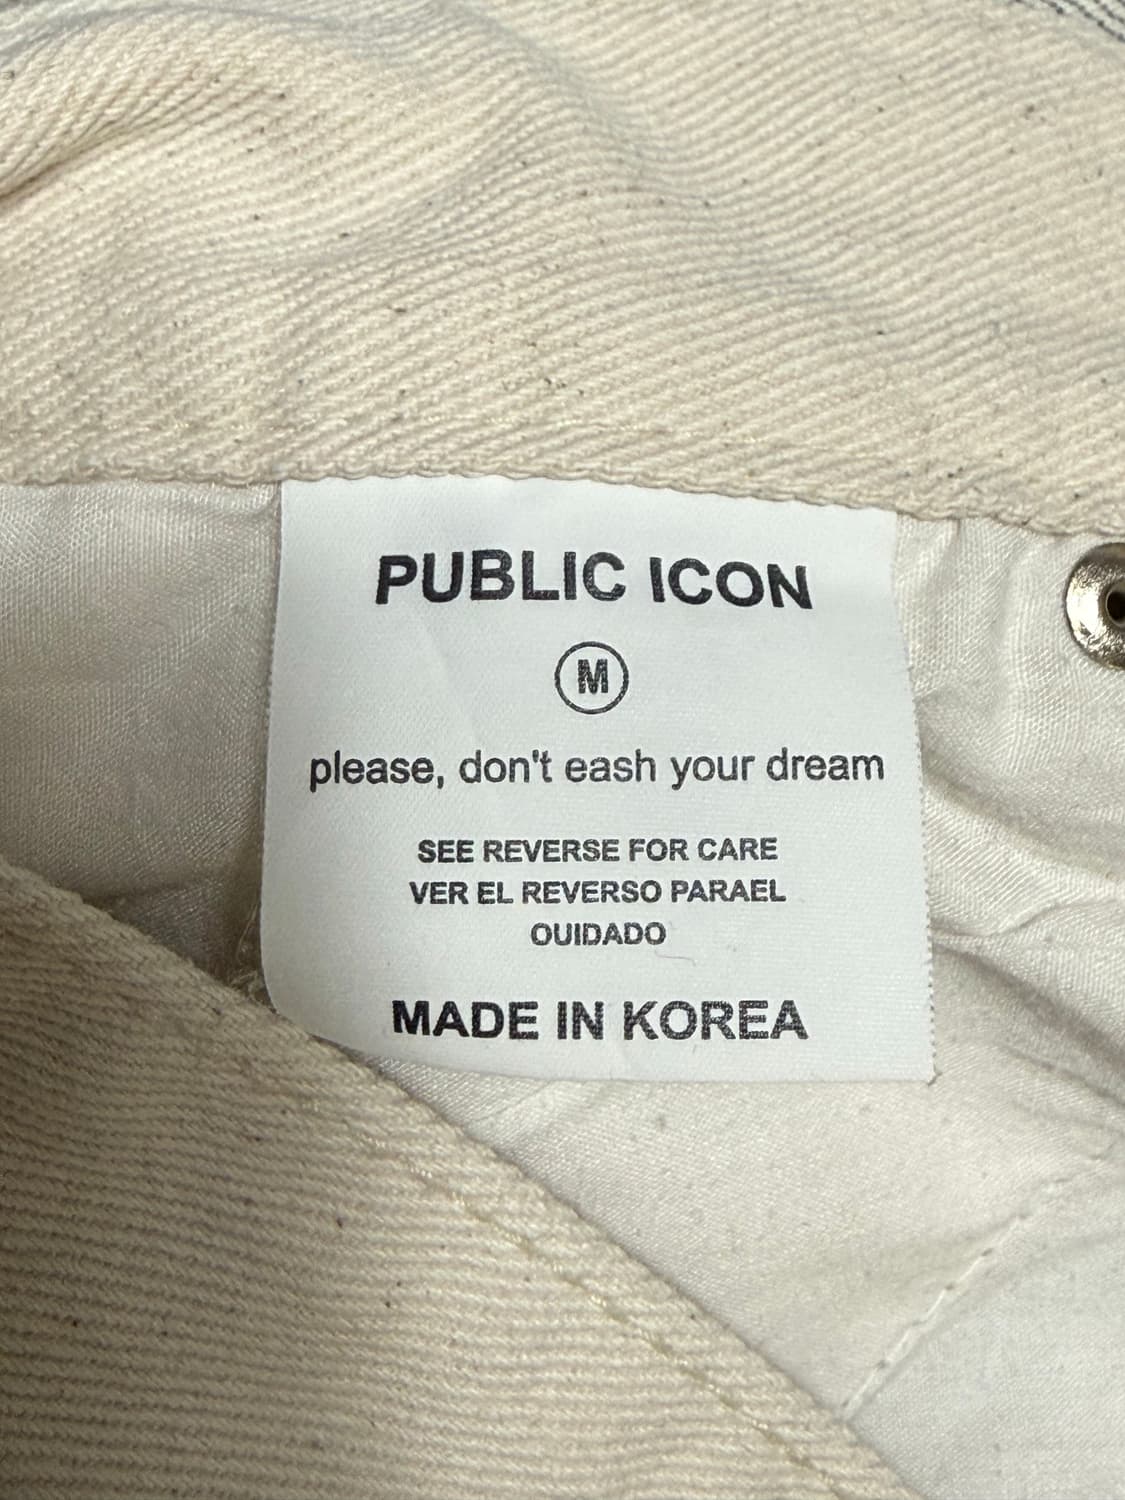 PUBLIC ICON
M
please, don't eash your dream
SEE REVERSE FOR CARE
VER EL REVERSO PARAEL
OUIDADO
MADE IN KOREA